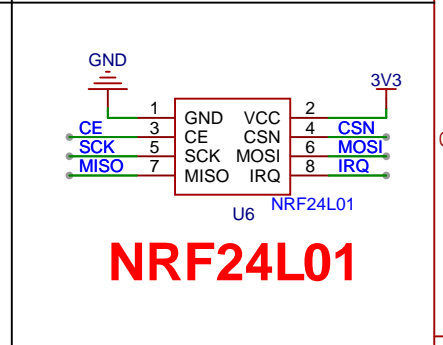 GND
3V3
1 GND VCC 2
CE 3 CE CSN 4 CSN
SCK 5 SCK MOSI 6 MOSI
MISO 7 MISO IRQ 8 IRQ
U6 NRF24L01
NRF24L01